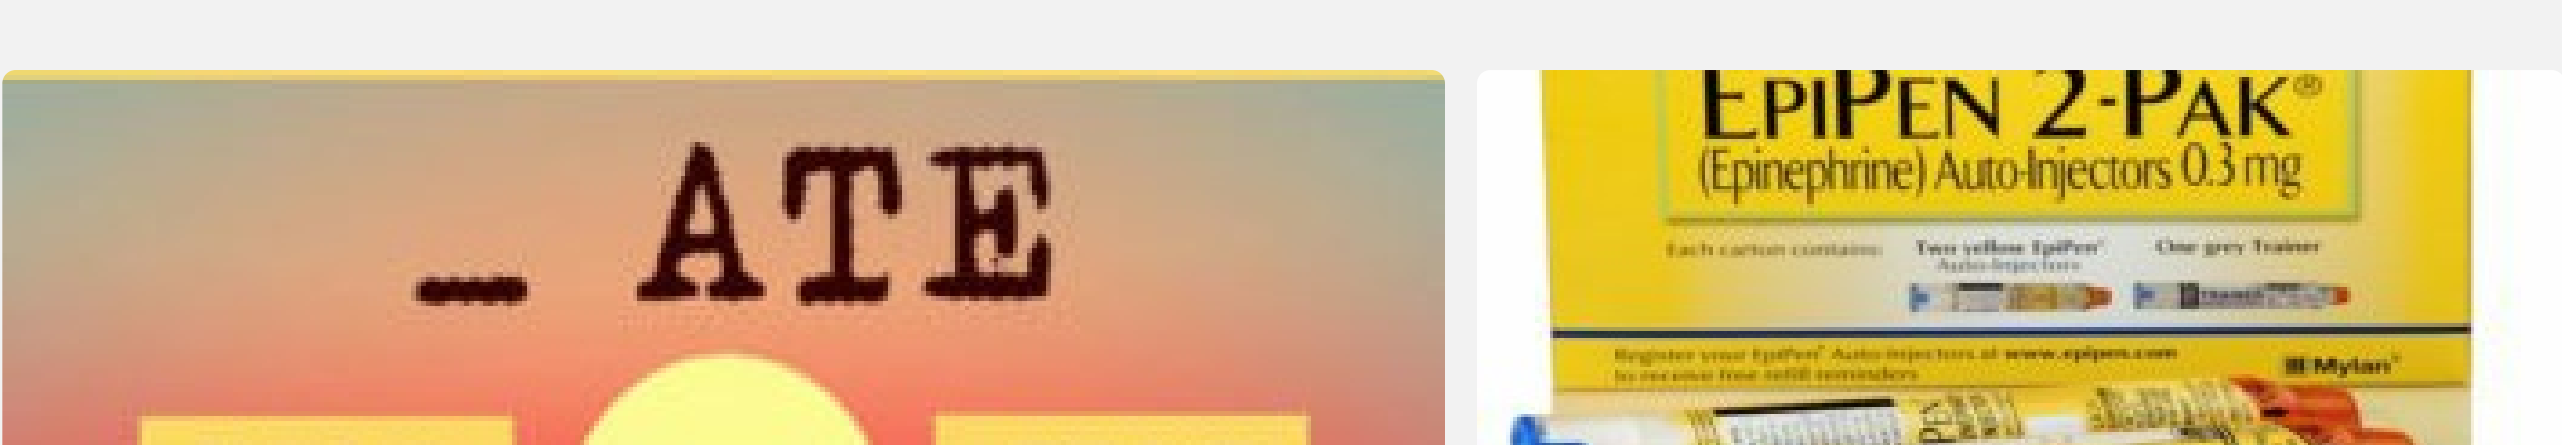 _ ATE
EPIPEN 2-PAK®
(Epinephrine) Auto-Injectors 0.3 mg
Each carton contains:
Two yellow EpiPen®
Auto-Injectors
One grey Trainer
TRAINER
Register your EpiPen® Auto-Injectors at www.epipen.com
to receive free refill reminders
Mylan®